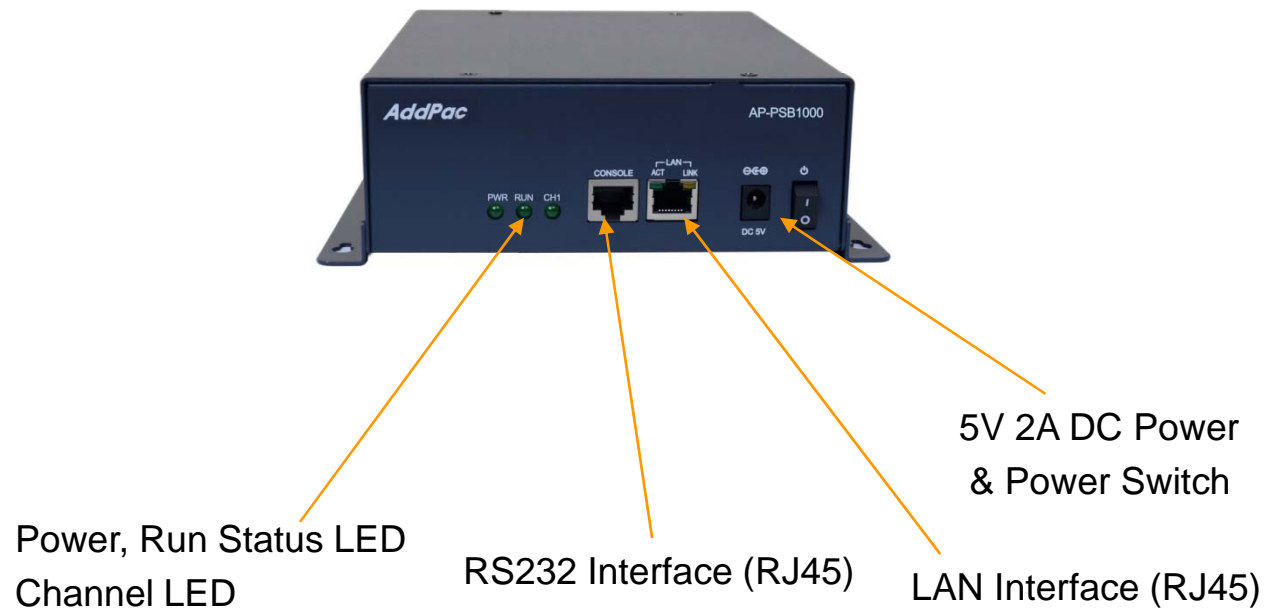 AddPac
AP-PSB1000
LAN
CONSOLE ACT LINK
PWR RUN CH1
DC 5V
I
O
5V 2A DC Power
& Power Switch
Power, Run Status LED
Channel LED
RS232 Interface (RJ45)
LAN Interface (RJ45)